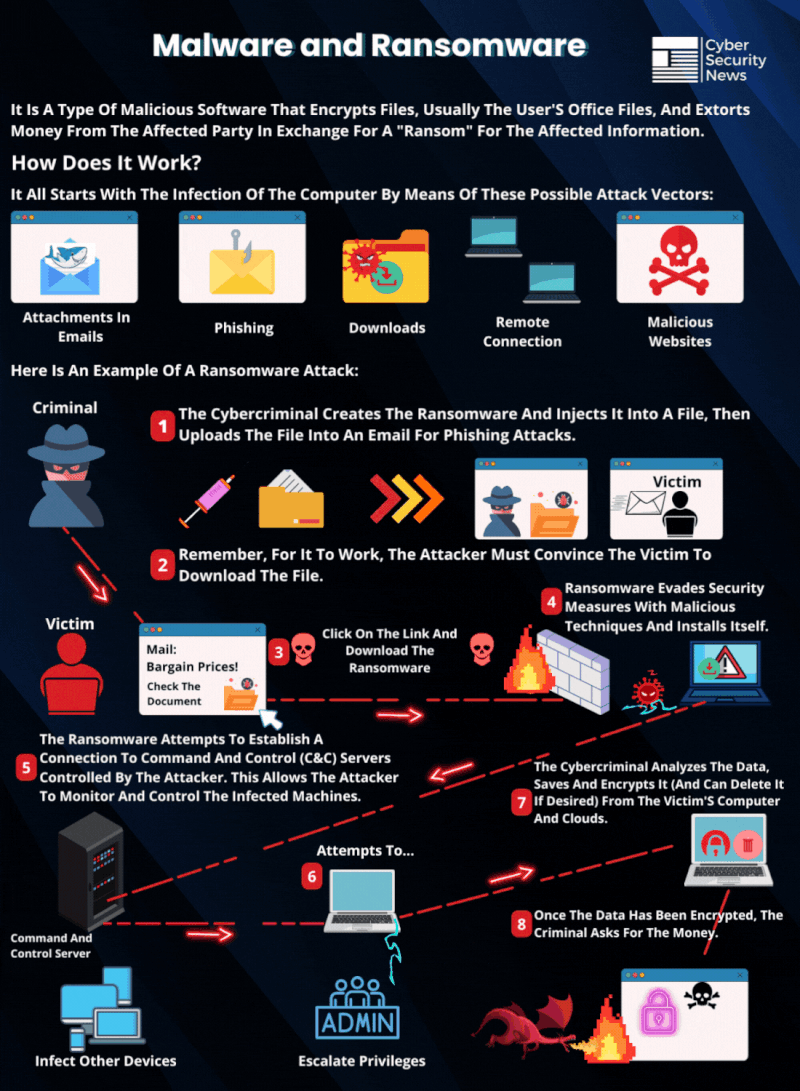 Malware and Ransomware
Cyber
Security
News
It Is A Type Of Malicious Software That Encrypts Files, Usually The User'S Office Files, And Extorts
Money From The Affected Party In Exchange For A "Ransom" For The Affected Information.
How Does It Work?
It All Starts With The Infection Of The Computer By Means Of These Possible Attack Vectors:
Attachments In
Emails
Phishing
Downloads
Remote
Connection
Malicious
Websites
Here Is An Example Of A Ransomware Attack:
Criminal
1
The Cybercriminal Creates The Ransomware And Injects It Into A File, Then
Uploads The File Into An Email For Phishing Attacks.
Victim
2
Remember, For It To Work, The Attacker Must Convince The Victim To
Download The File.
Victim
Mail:
Bargain Prices!
Check The
Document
3
Click On The Link And
Download The
Ransomware
4
Ransomware Evades Security
Measures With Malicious
Techniques And Installs Itself.
5
The Ransomware Attempts To Establish A
Connection To Command And Control (C&C) Servers
Controlled By The Attacker. This Allows The Attacker
To Monitor And Control The Infected Machines.
Command And
Control Server
6
Attempts To...
Infect Other Devices
ADMIN
Escalate Privileges
7
The Cybercriminal Analyzes The Data,
Saves And Encrypts It (And Can Delete It
If Desired) From The Victim'S Computer
And Clouds.
8
Once The Data Has Been Encrypted, The
Criminal Asks For The Money.